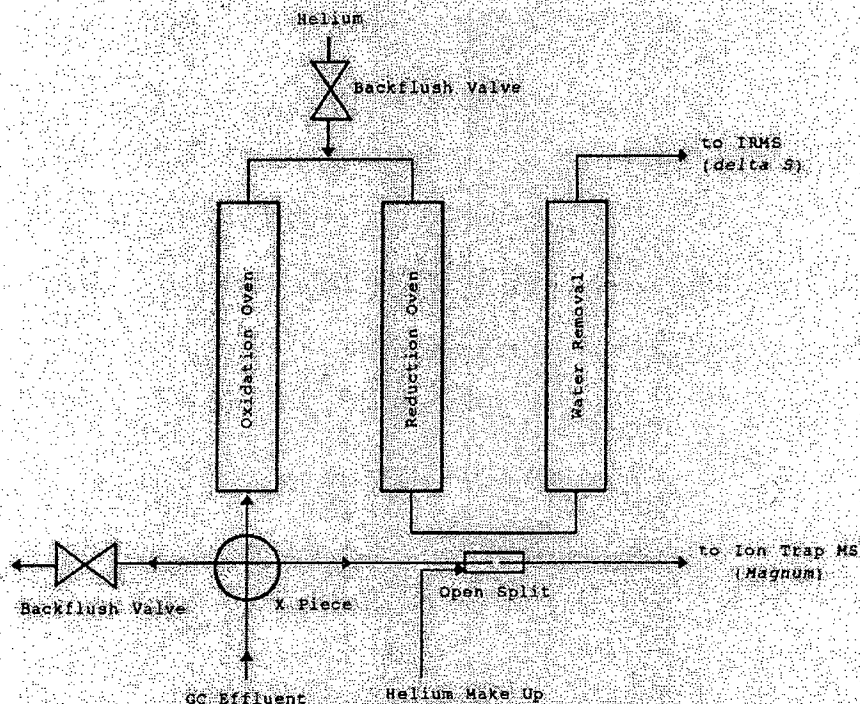 Helium
Backflush Valve
to IRMS
(delta S)
Oxidation Oven
Reduction Oven
Water Removal
to Ion Trap MS
(Magnum)
Open Split
Backflush Valve
X Piece
GC Effluent
Helium Make Up